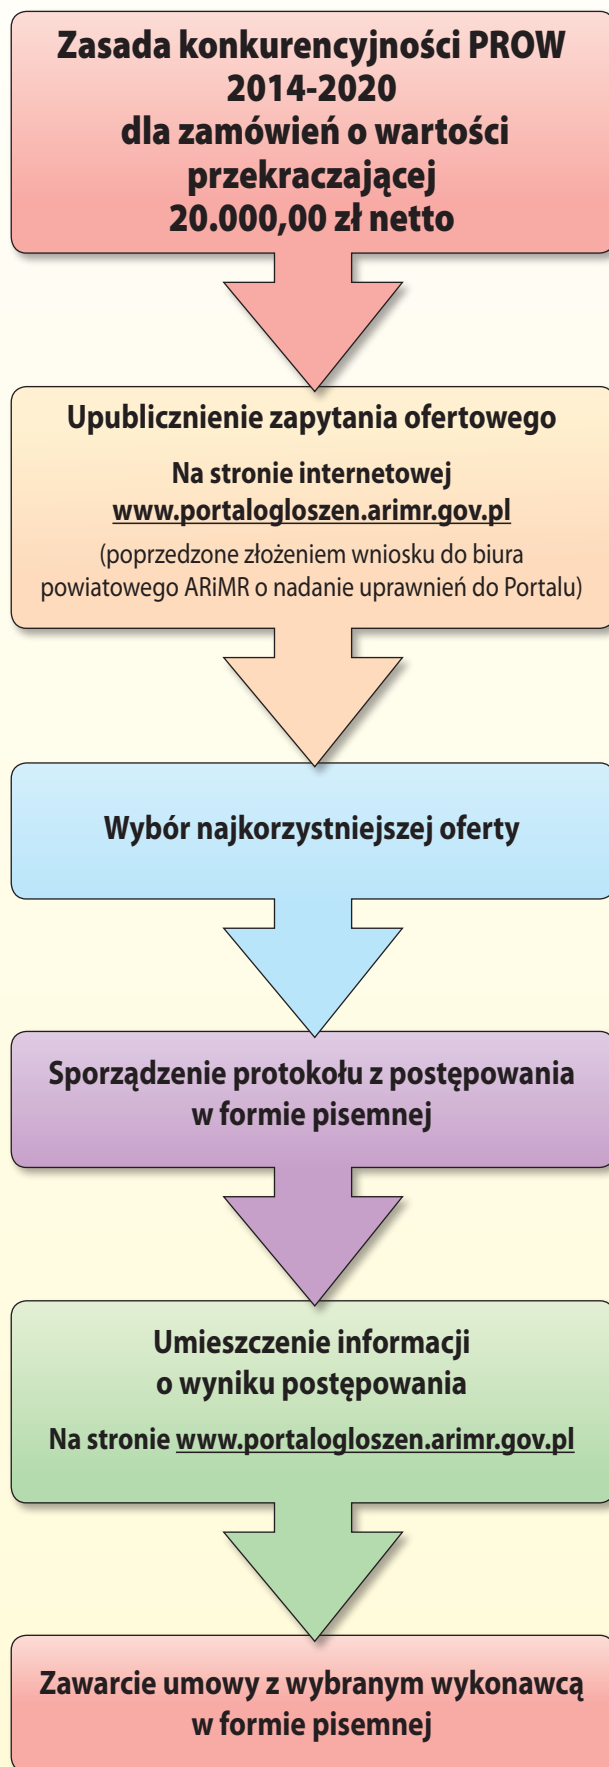 Zasada konkurencyjności PROW
2014-2020
dla zamówień o wartości
przekraczającej
20.000,00 zł netto
Upublicznienie zapytania ofertowego
Na stronie internetowej
www.portalogloszen.arimr.gov.pl
(poprzedzone złożeniem wniosku do biura
powiatowego ARiMR o nadanie uprawnień do Portalu)
Wybór najkorzystniejszej oferty
Sporządzenie protokołu z postępowania
w formie pisemnej
Umieszczenie informacji
o wyniku postępowania
Na stronie www.portalogloszen.arimr.gov.pl
Zawarcie umowy z wybranym wykonawcą
w formie pisemnej